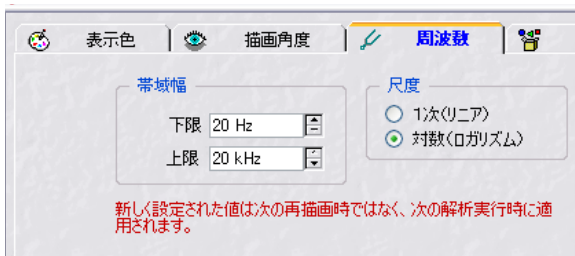 表示色 描画角度 周波数
帯域幅 尺度
下限 20 Hz
上限 20 kHz
1次(リニア)
対数(ロガリズム)
新しく設定された値は次の再描画時ではなく、次の解析実行時に適
用されます。